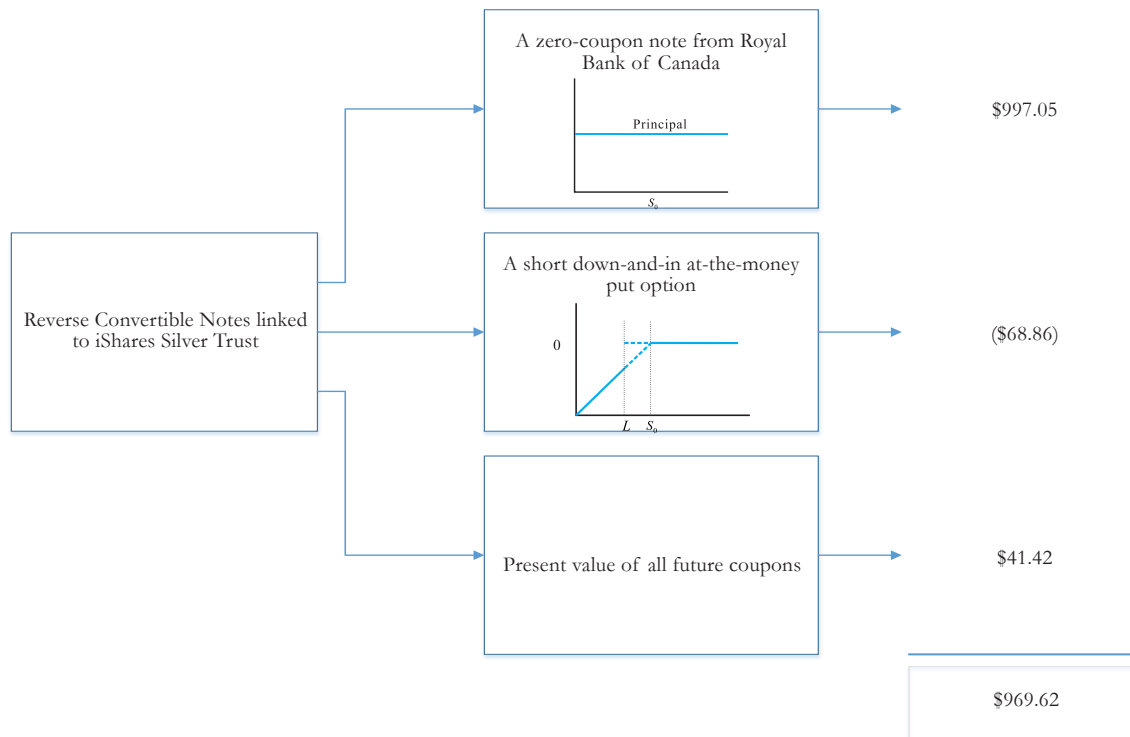 A zero-coupon note from Royal
Bank of Canada
Principal
S₀
$997.05
Reverse Convertible Notes linked
to iShares Silver Trust
A short down-and-in at-the-money
put option
0
L S₀
($68.86)
Present value of all future coupons
$41.42
$969.62